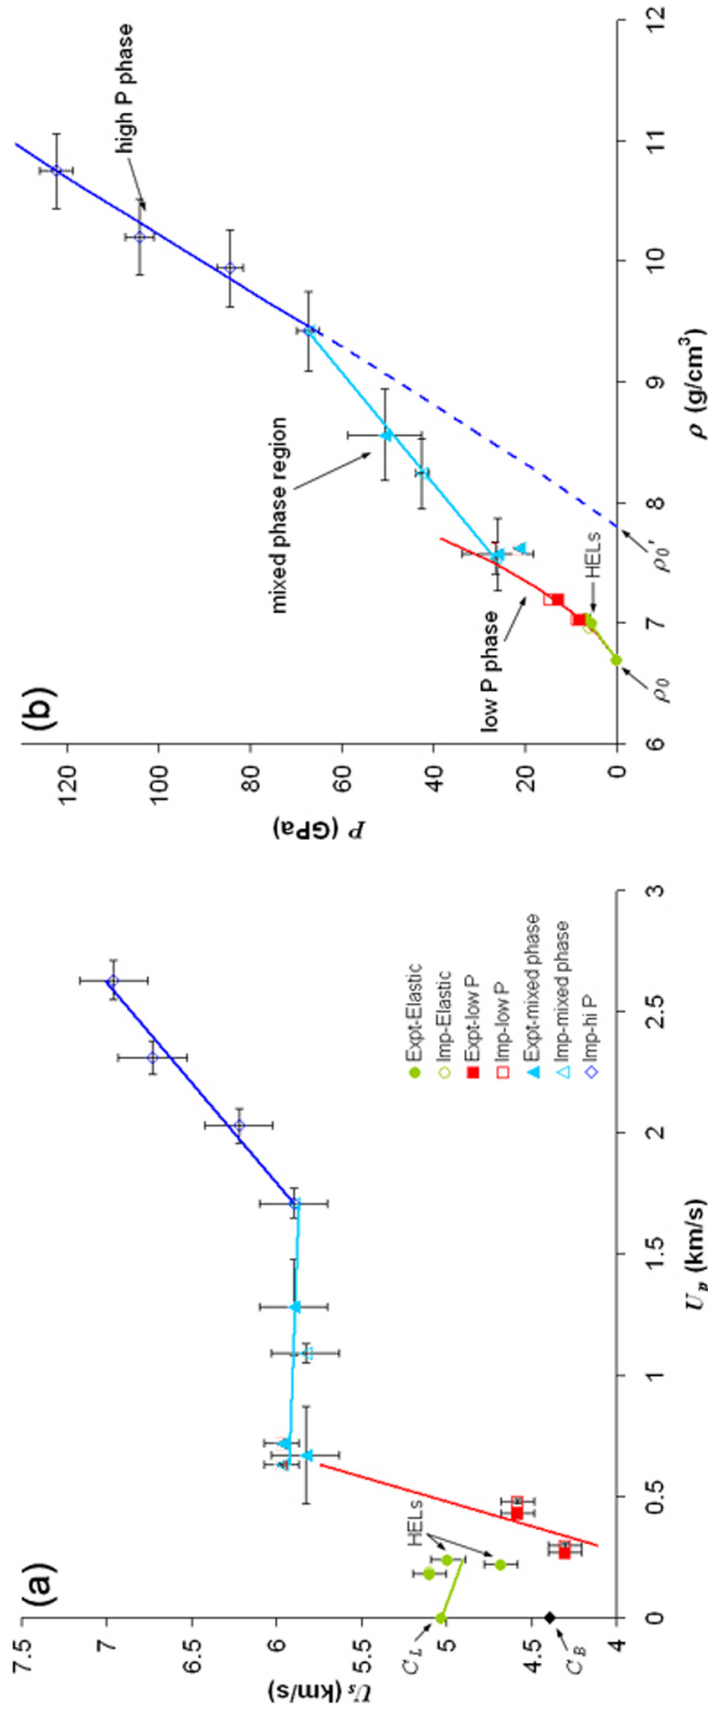 (a)
7.5
7
6.5
6
5.5
5
4.5
4
U_s (km/s)
0
0.5
1
1.5
2
2.5
3
U_p (km/s)
C_L
C_B
HELs
Expt-Elastic
Imp-Elastic
Expt-low P
Imp-low P
Expt-mixed phase
Imp-mixed phase
Imp-hi P
(b)
120
100
80
60
40
20
0
P (GPa)
6
7
8
9
10
11
12
ρ (g/cm³)
high P phase
mixed phase region
low P phase
HELs
ρ₀
ρ₀'